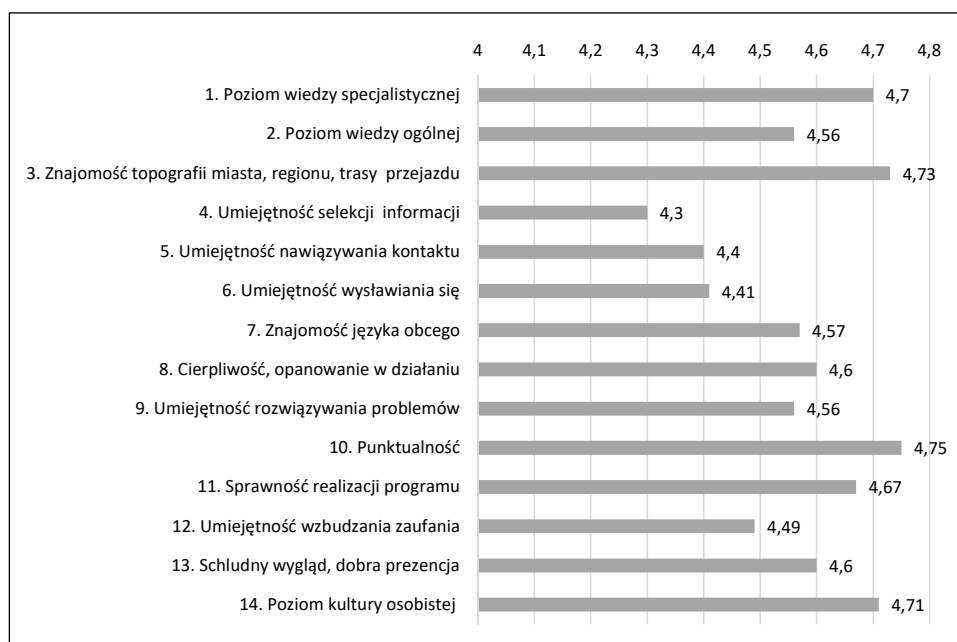 4 4,1 4,2 4,3 4,4 4,5 4,6 4,7 4,8
1. Poziom wiedzy specjalistycznej 4,7
2. Poziom wiedzy ogólnej 4,56
3. Znajomość topografii miasta, regionu, trasy przejazdu 4,73
4. Umiejętność selekcji informacji 4,3
5. Umiejętność nawiązywania kontaktu 4,4
6. Umiejętność wysławiania się 4,41
7. Znajomość języka obcego 4,57
8. Cierpliwość, opanowanie w działaniu 4,6
9. Umiejętność rozwiązywania problemów 4,56
10. Punktualność 4,75
11. Sprawność realizacji programu 4,67
12. Umiejętność wzbudzania zaufania 4,49
13. Schludny wygląd, dobra prezencja 4,6
14. Poziom kultury osobistej 4,71